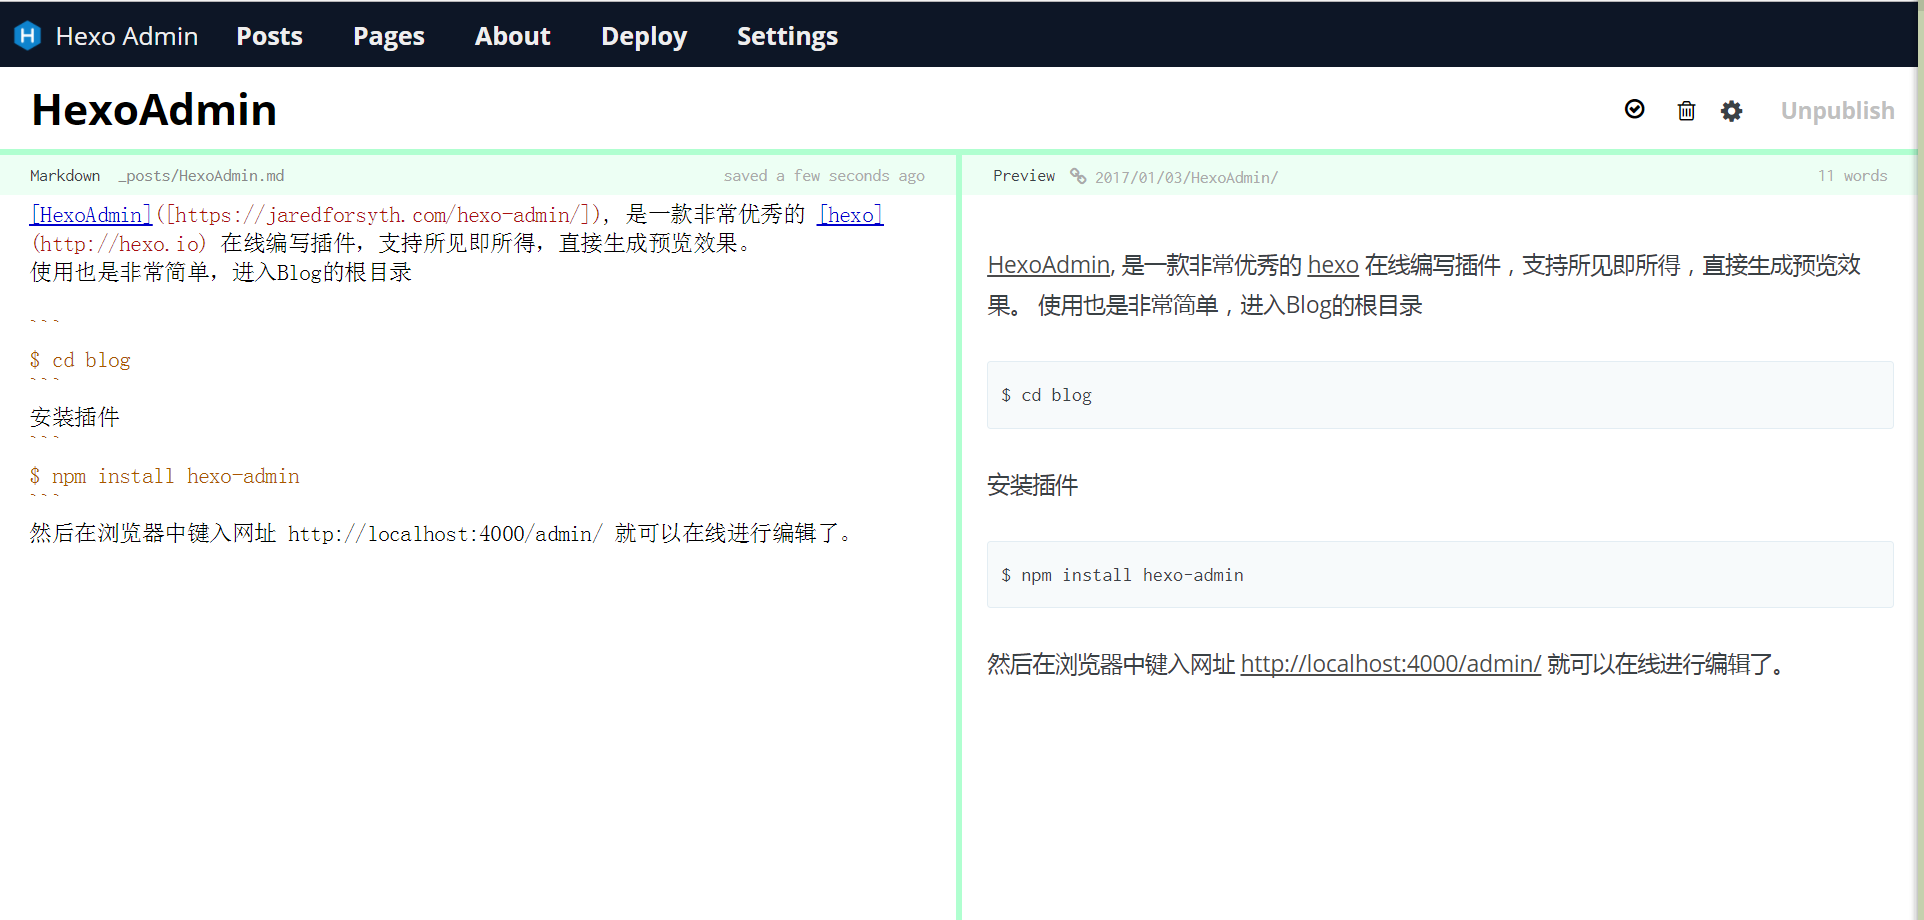 Hexo Admin Posts Pages About Deploy Settings
HexoAdmin
Unpublish
Markdown _posts/HexoAdmin.md saved a few seconds ago
[HexoAdmin]([https://jaredforsyth.com/hexo-admin/]), 是一款非常优秀的 [hexo]
(http://hexo.io) 在线编写插件，支持所见即所得，直接生成预览效果。
使用也是非常简单，进入Blog的根目录
```
$ cd blog
```
安装插件
```
$ npm install hexo-admin
```
然后在浏览器中键入网址 http://localhost:4000/admin/ 就可以在线进行编辑了。
Preview 2017/01/03/HexoAdmin/ 11 words
HexoAdmin, 是一款非常优秀的 hexo 在线编写插件，支持所见即所得，直接生成预览效
果。 使用也是非常简单，进入Blog的根目录
$ cd blog
安装插件
$ npm install hexo-admin
然后在浏览器中键入网址 http://localhost:4000/admin/ 就可以在线进行编辑了。